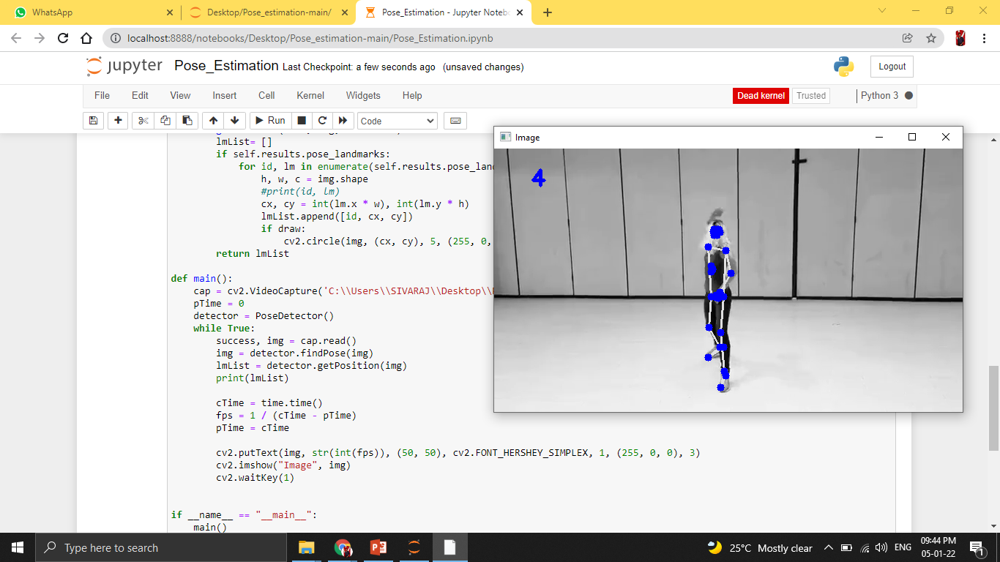 WhatsApp
Desktop/Pose_estimation-main/
Pose_Estimation - Jupyter Notebo
localhost:8888/notebooks/Desktop/Pose_estimation-main/Pose_Estimation.ipynb
jupyter Pose_Estimation Last Checkpoint: a few seconds ago (unsaved changes)
Logout
File Edit View Insert Cell Kernel Widgets Help
Dead kernel Trusted Python 3
Run Code
lmList= []
if self.results.pose_landmarks:
for id, lm in enumerate(self.results.pose_lan
h, w, c = img.shape
#print(id, lm)
cx, cy = int(lm.x * w), int(lm.y * h)
lmList.append([id, cx, cy])
if draw:
cv2.circle(img, (cx, cy), 5, (255, 0,
return lmList
def main():
cap = cv2.VideoCapture('C:\\Users\\SIVARAJ\\Desktop\\
pTime = 0
detector = PoseDetector()
while True:
success, img = cap.read()
img = detector.findPose(img)
lmList = detector.getPosition(img)
print(lmList)
cTime = time.time()
fps = 1 / (cTime - pTime)
pTime = cTime
cv2.putText(img, str(int(fps)), (50, 50), cv2.FONT_HERSHEY_SIMPLEX, 1, (255, 0, 0), 3)
cv2.imshow("Image", img)
cv2.waitKey(1)
if __name__ == "__main__":
main()
Image
4
Type here to search
25°C Mostly clear
ENG
09:44 PM
05-01-22
1